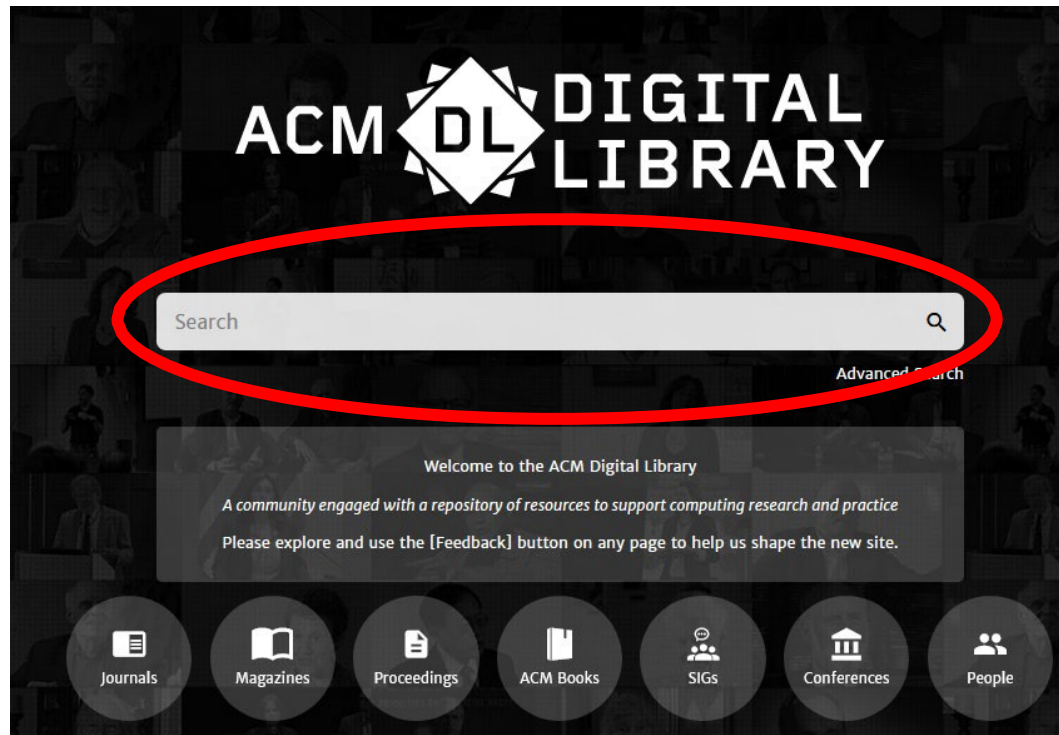 ACM DL DIGITAL
LIBRARY
Search
Advanced Search
Welcome to the ACM Digital Library
A community engaged with a repository of resources to support computing research and practice
Please explore and use the [Feedback] button on any page to help us shape the new site.
Journals
Magazines
Proceedings
ACM Books
SIGs
Conferences
People